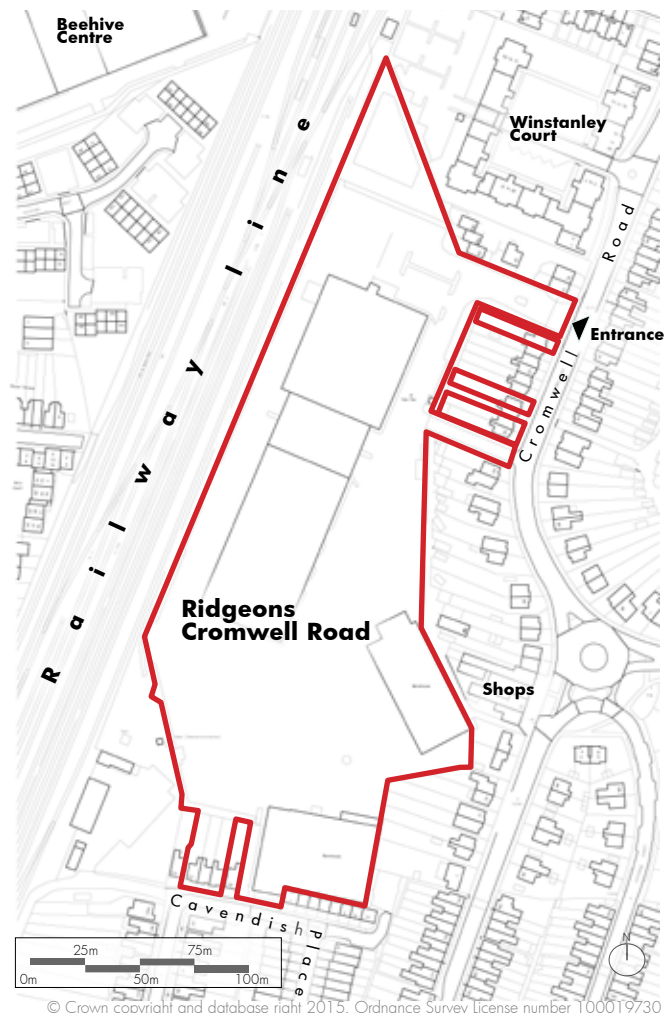 Beehive
Centre
Winstanley
Court
Railway line
Road
Entrance
Cromwell
Ridgeons
Cromwell Road
Shops
Cavendish
Place
N
25m 75m
0m 50m 100m
© Crown copyright and database right 2015. Ordnance Survey License number 100019730